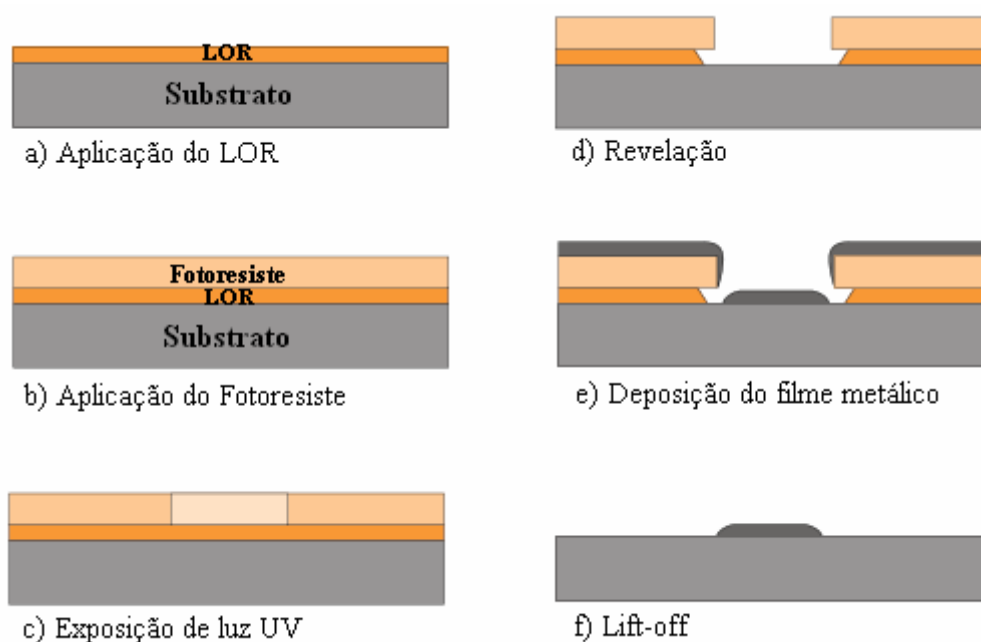 LOR
Substrato
a) Aplicação do LOR
Fotoresiste
LOR
Substrato
b) Aplicação do Fotoresiste
c) Exposição de luz UV
d) Revelação
e) Deposição do filme metálico
f) Lift-off